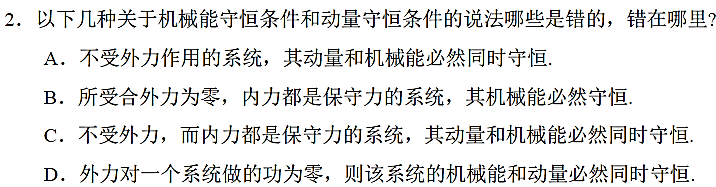 2．以下几种关于机械能守恒条件和动量守恒条件的说法哪些是错的，错在哪里?
A．不受外力作用的系统，其动量和机械能必然同时守恒.
B．所受合外力为零，内力都是保守力的系统，其机械能必然守恒.
C．不受外力，而内力都是保守力的系统，其动量和机械能必然同时守恒.
D．外力对一个系统做的功为零，则该系统的机械能和动量必然同时守恒.